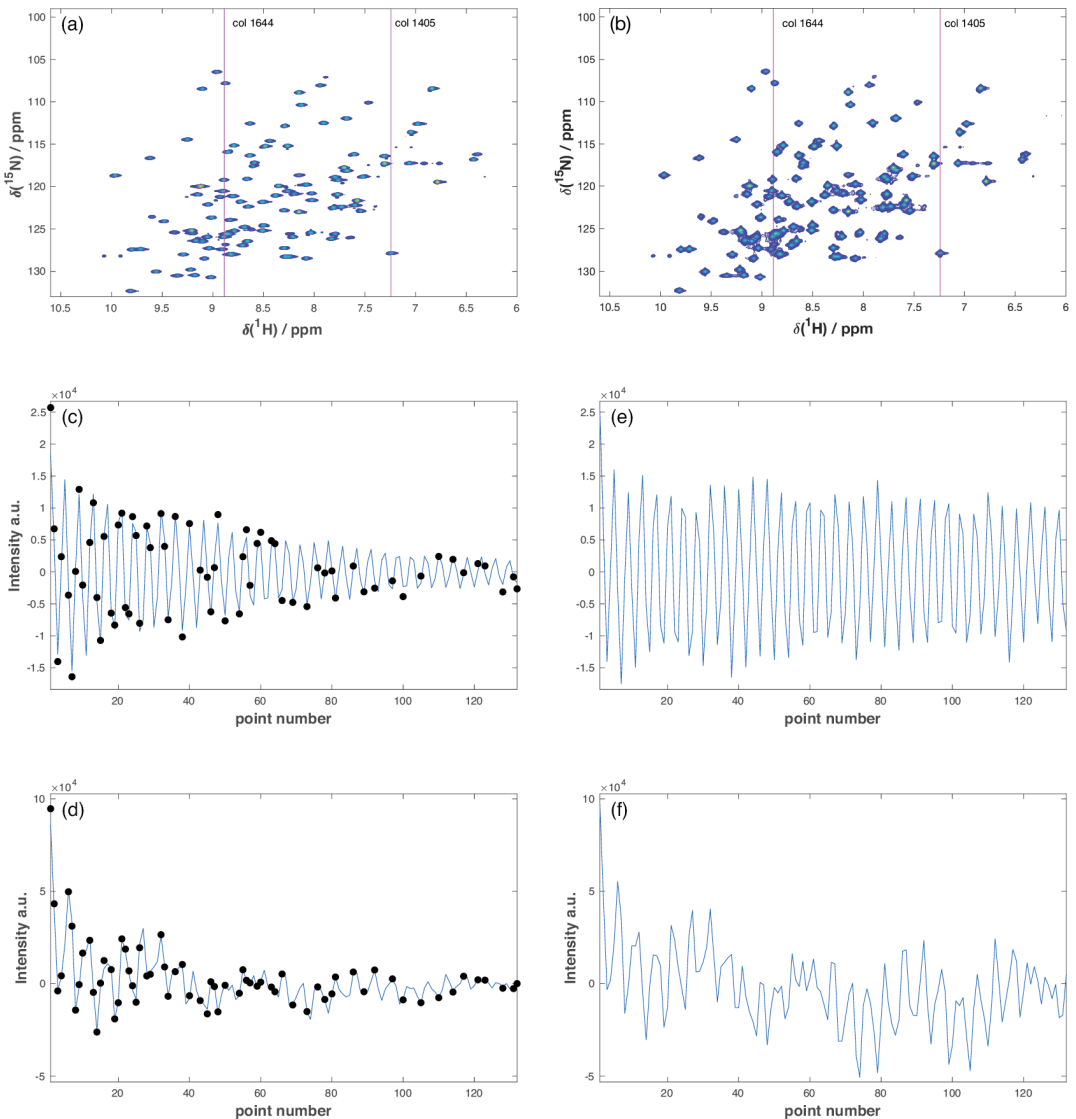 (a)
col 1644
col 1405
100
105
110
115
120
125
130
δ(¹⁵N) / ppm
10.5 10 9.5 9 8.5 8 7.5 7 6.5 6
δ(¹H) / ppm
(b)
col 1644
col 1405
100
105
110
115
120
125
130
δ(¹⁵N) / ppm
10.5 10 9.5 9 8.5 8 7.5 7 6.5 6
δ(¹H) / ppm
×10⁴
(c)
2.5
2
1.5
1
0.5
0
-0.5
-1
-1.5
Intensity a.u.
20 40 60 80 100 120
point number
×10⁴
(e)
2.5
2
1.5
1
0.5
0
-0.5
-1
-1.5
Intensity a.u.
20 40 60 80 100 120
point number
×10⁴
(d)
10
5
0
-5
Intensity a.u.
20 40 60 80 100 120
point number
×10⁴
(f)
10
5
0
-5
Intensity a.u.
20 40 60 80 100 120
point number